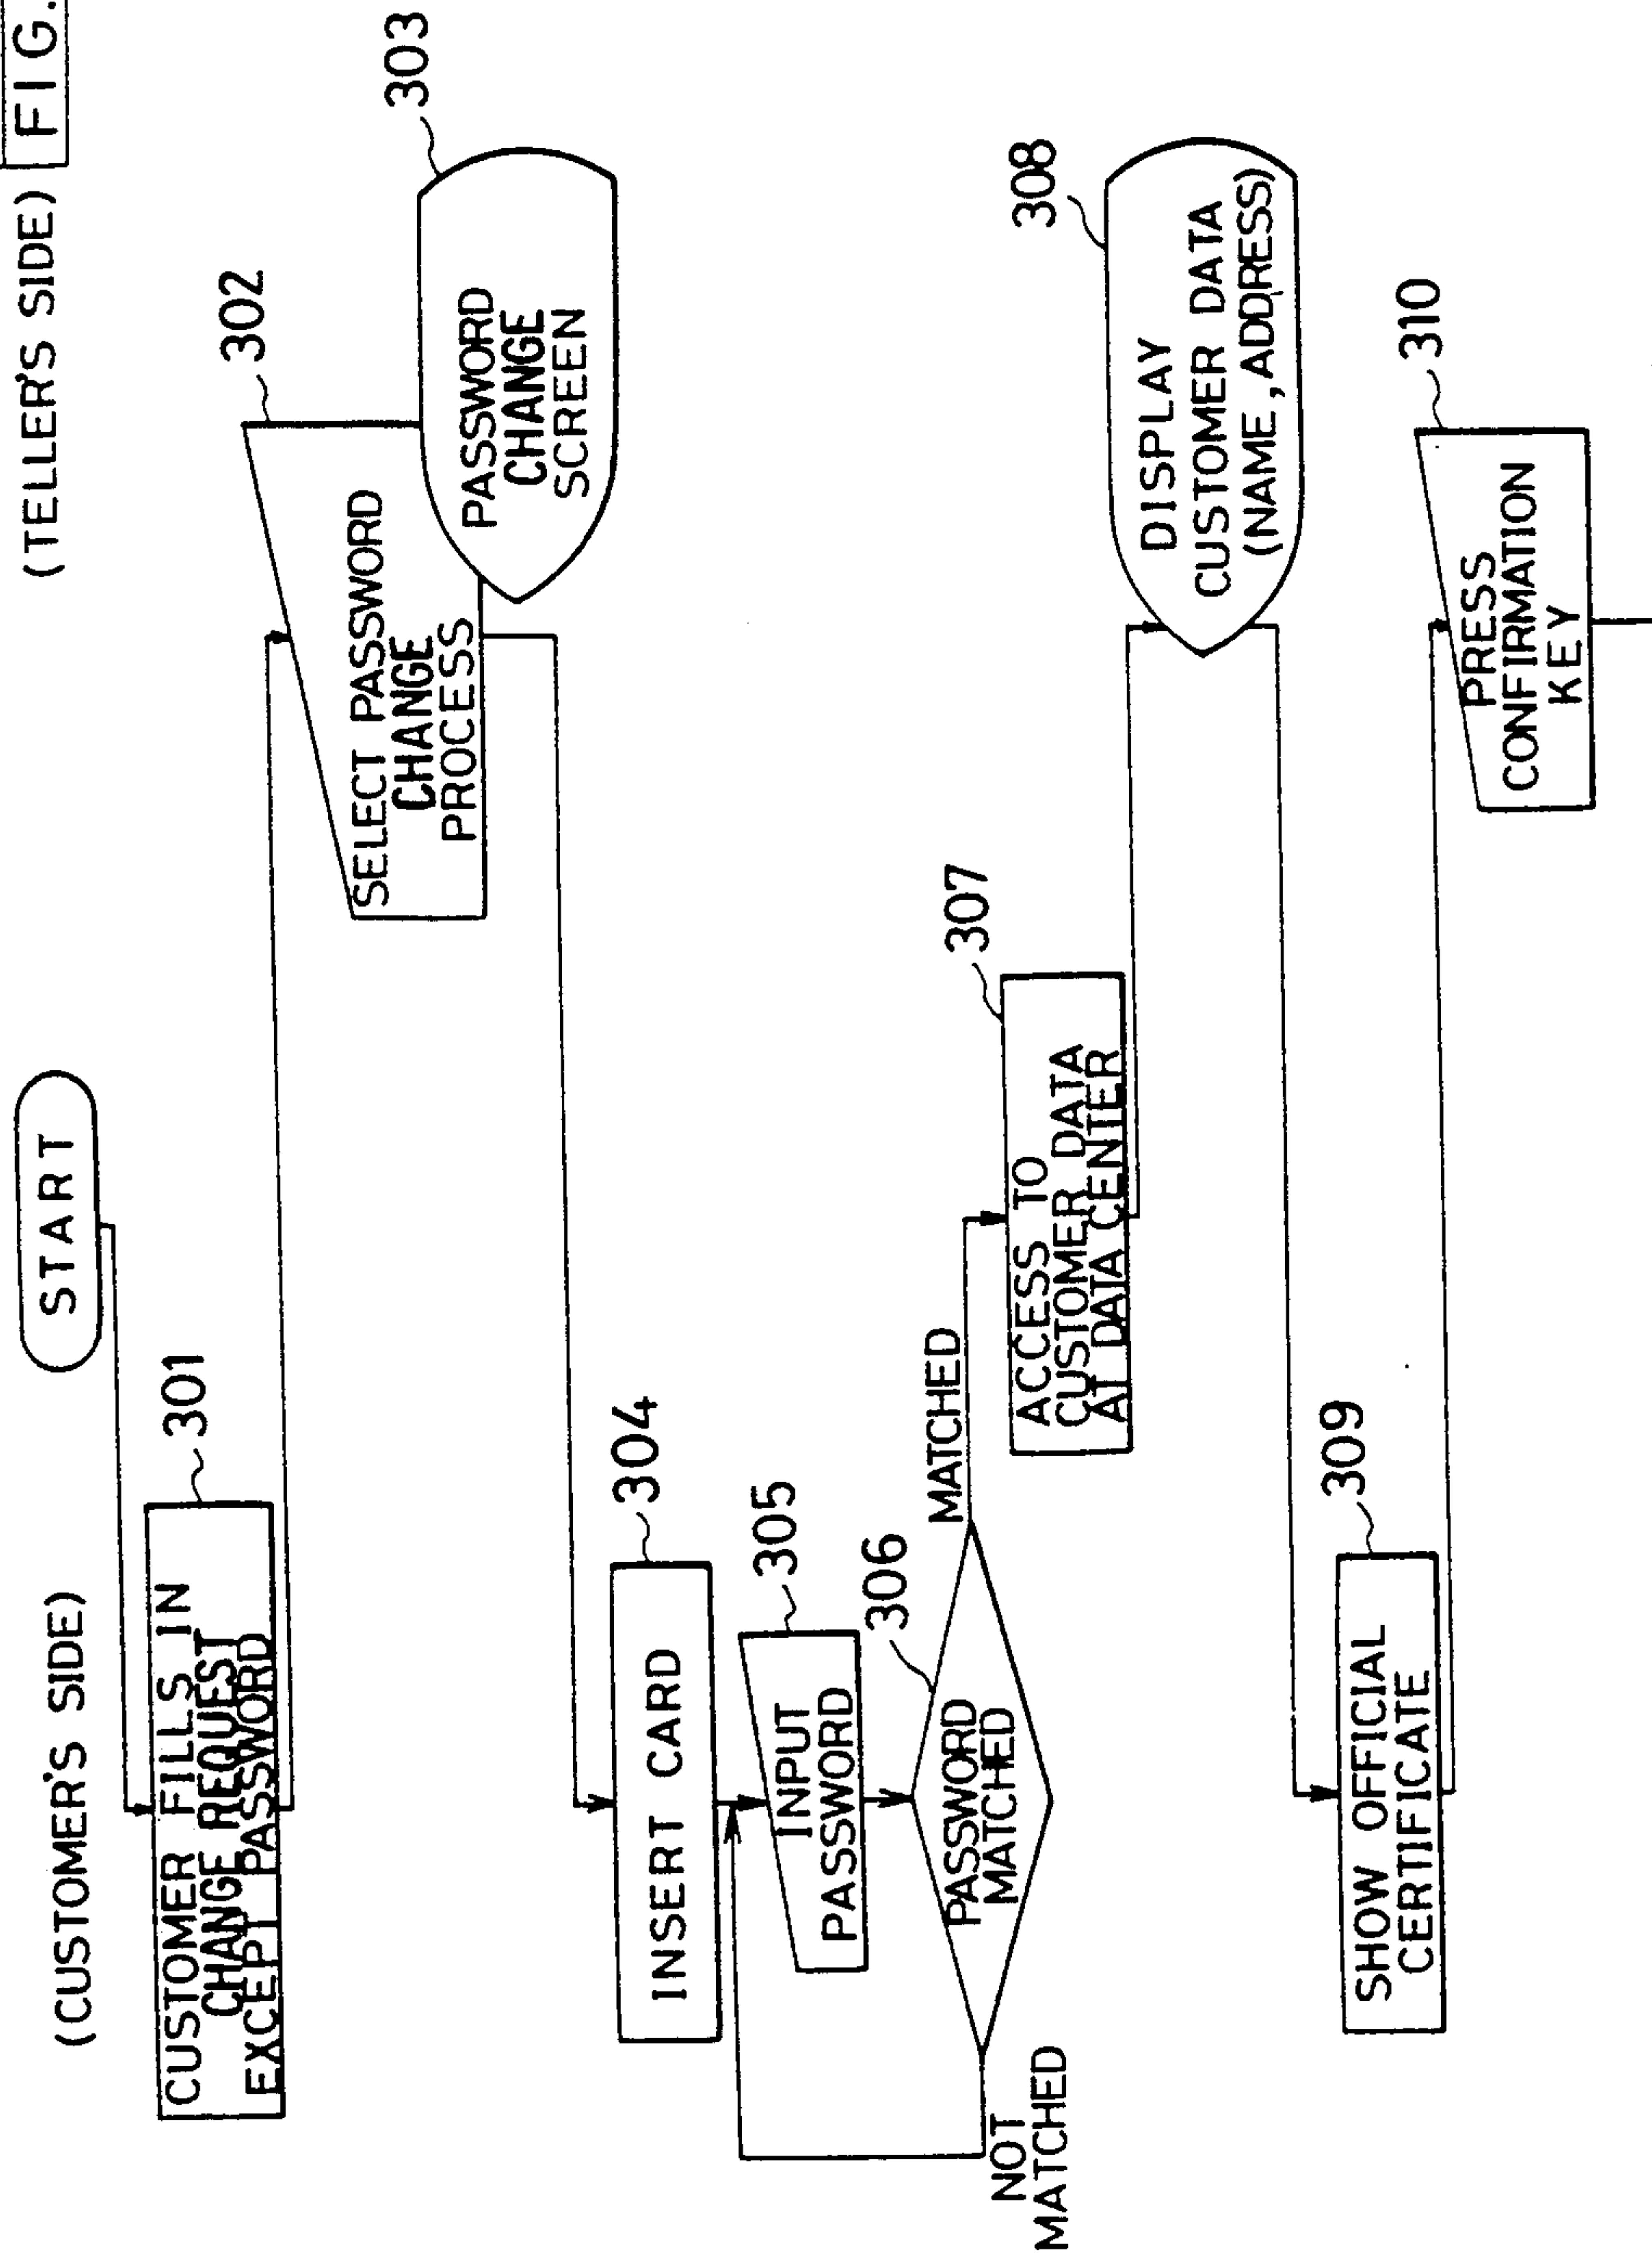 FIG.
(CUSTOMER'S SIDE)
(TELLER'S SIDE)
START
301
CUSTOMER FILLS IN
CHANGE REQUEST
EXCEPT PASSWORD
302
SELECT PASSWORD
CHANGE
PROCESS
303
PASSWORD
CHANGE
SCREEN
304
INSERT CARD
305
INPUT
PASSWORD
306
PASSWORD
MATCHED
NOT
MATCHED
MATCHED
307
ACCESS TO
CUSTOMER DATA
AT DATA CENTER
308
DISPLAY
CUSTOMER DATA
(NAME, ADDRESS)
309
SHOW OFFICIAL
CERTIFICATE
310
PRESS
CONFIRMATION
KEY